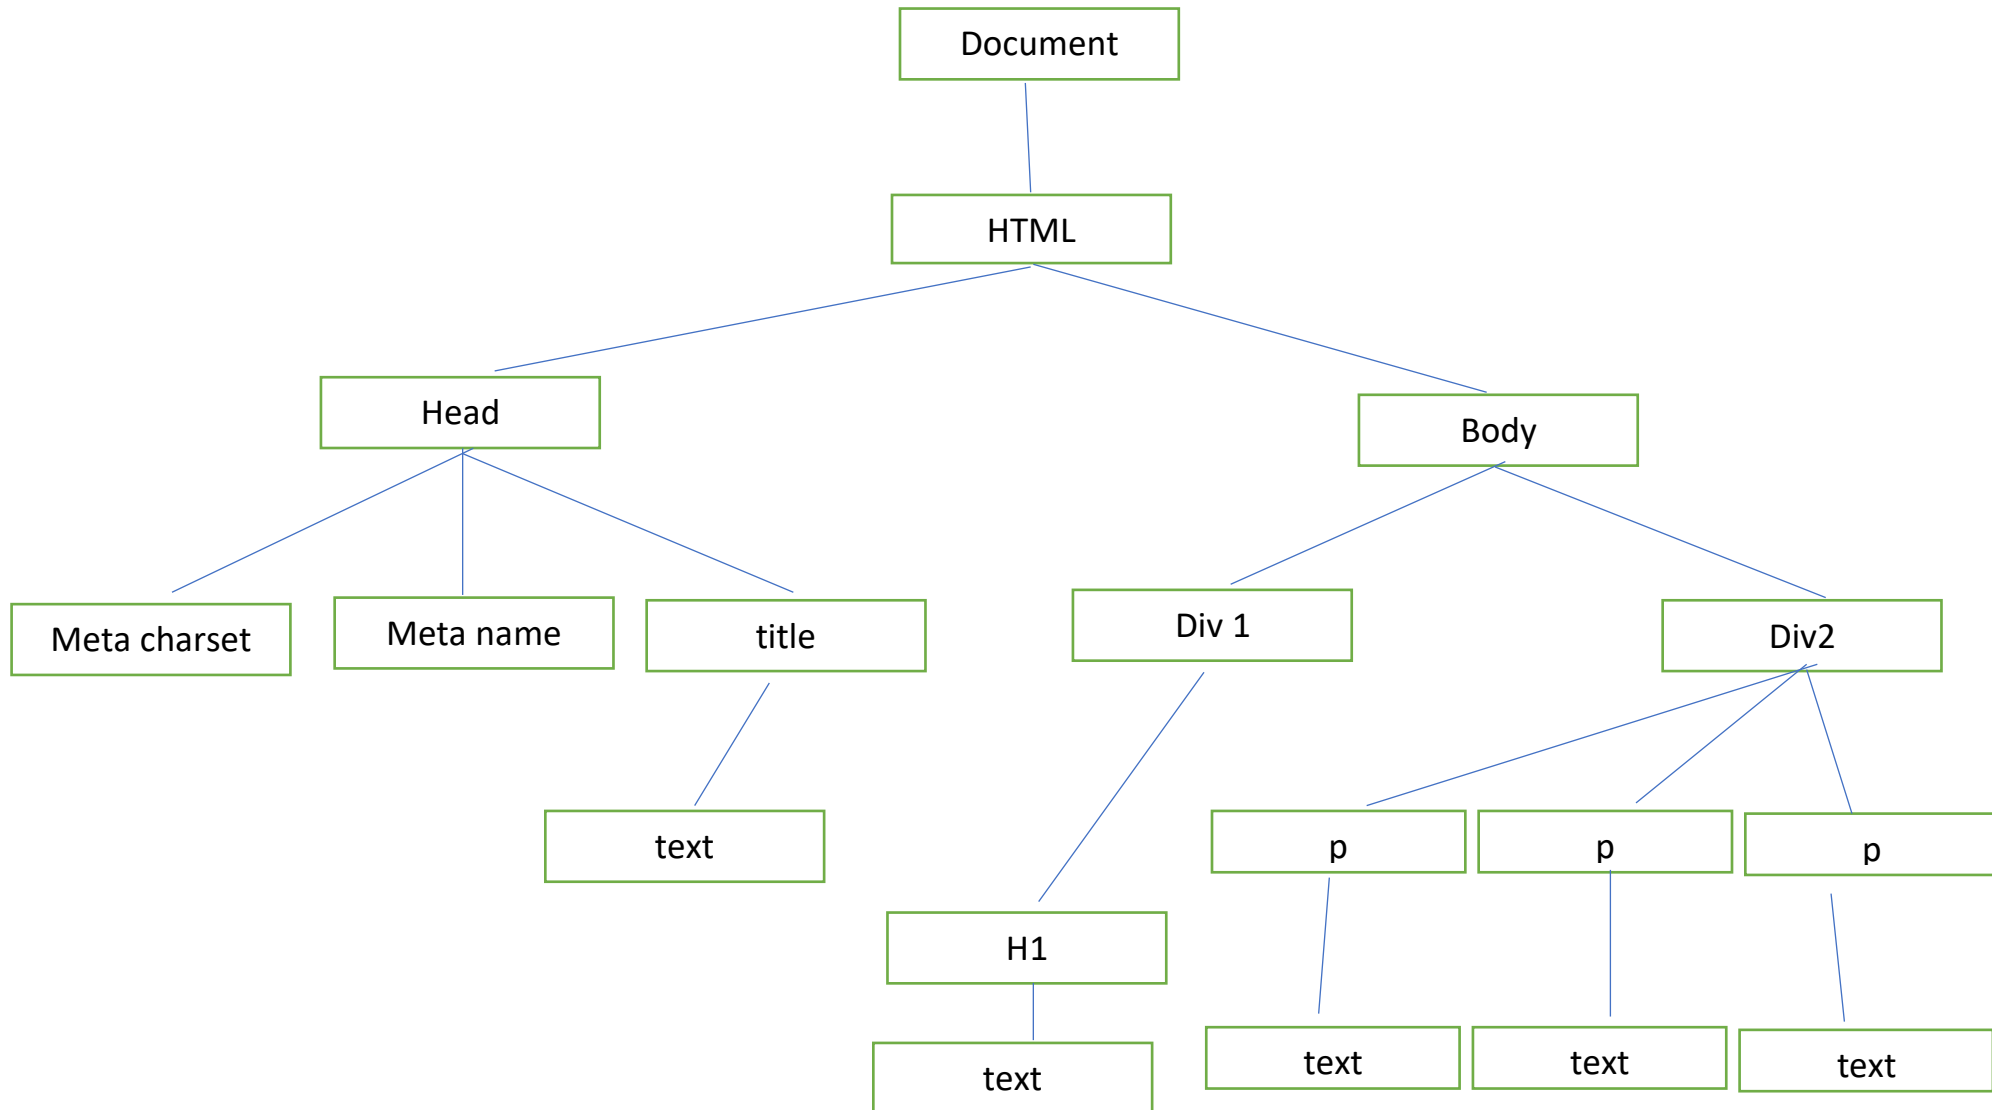 Document
HTML
Head
Body
Meta charset
Meta name
title
Div 1
Div2
text
p
p
p
H1
text
text
text
text